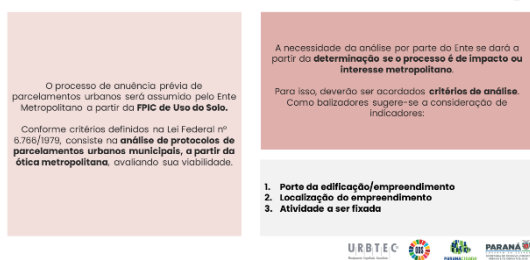 O processo de anuência prévia de
parcelamentos urbanos será assumido pelo Ente
Metropolitano a partir da FPIC de Uso do Solo.
Conforme critérios definidos na Lei Federal nº
6.766/1979, consiste na análise de protocolos de
parcelamentos urbanos municipais, a partir da
ótica metropolitana, avaliando sua viabilidade.
A necessidade da análise por parte do Ente se dará a
partir da determinação se o processo é de impacto ou
interesse metropolitano.
Para isso, deverão ser acordados critérios de análise.
Como balizadores sugere-se a consideração de
indicadores:
1. Porte da edificação/empreendimento
2. Localização do empreendimento
3. Atividade a ser fixada
URBTEC
PARANÁ